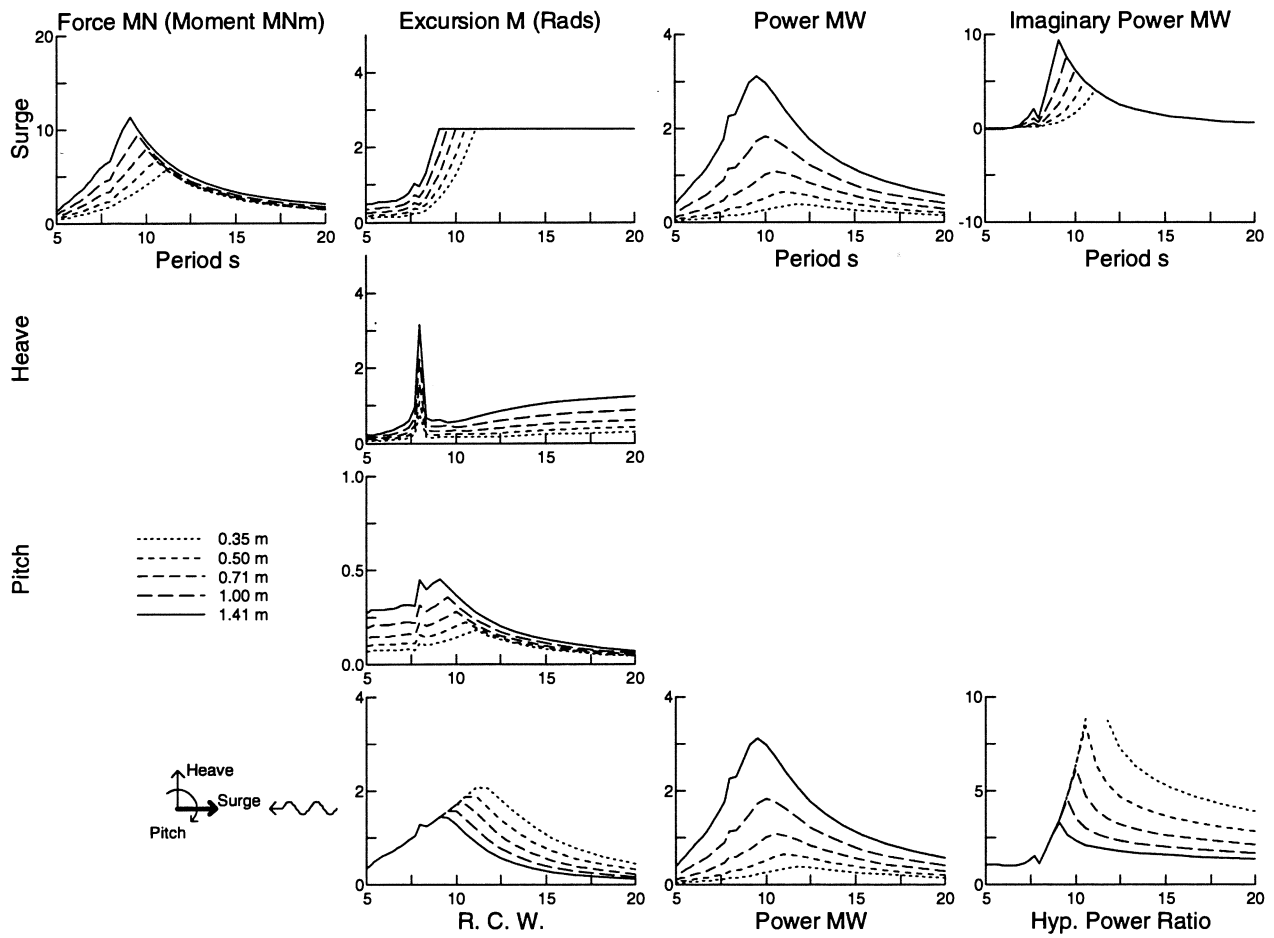 Force MN (Moment MNm) Excursion M (Rads) Power MW Imaginary Power MW
Surge
20
10
0
5 10 15 20
Period s
4
2
0
5 10 15 20
4
2
0
5 10 15 20
Period s
10
5
0
-5
-10
5 10 15 20
Period s
Heave
4
2
0
5 10 15 20
Pitch
1.0
0.5
0.0
5 10 15 20
0.35 m
0.50 m
0.71 m
1.00 m
1.41 m
Heave
Surge
Pitch
4
2
0
5 10 15 20
R. C. W.
4
2
0
5 10 15 20
Power MW
10
5
0
5 10 15 20
Hyp. Power Ratio